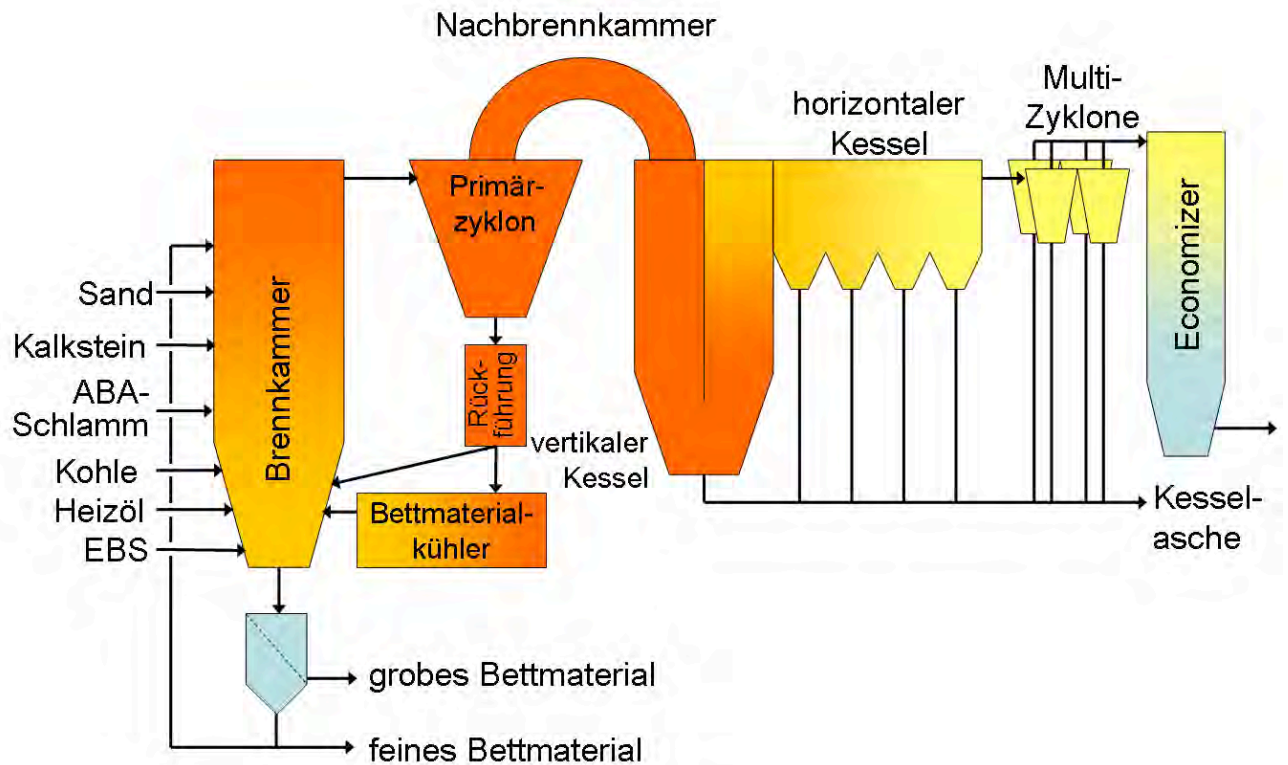 Nachbrennkammer
horizontaler
Kessel
Multi-
Zyklone
Primär-
zyklon
Economizer
Brennkammer
Sand
Kalkstein
ABA-
Schlamm
Kohle
Heizöl
EBS
Rück-
führung
vertikaler
Kessel
Bettmaterial-
kühler
Kessel-
asche
grobes Bettmaterial
feines Bettmaterial